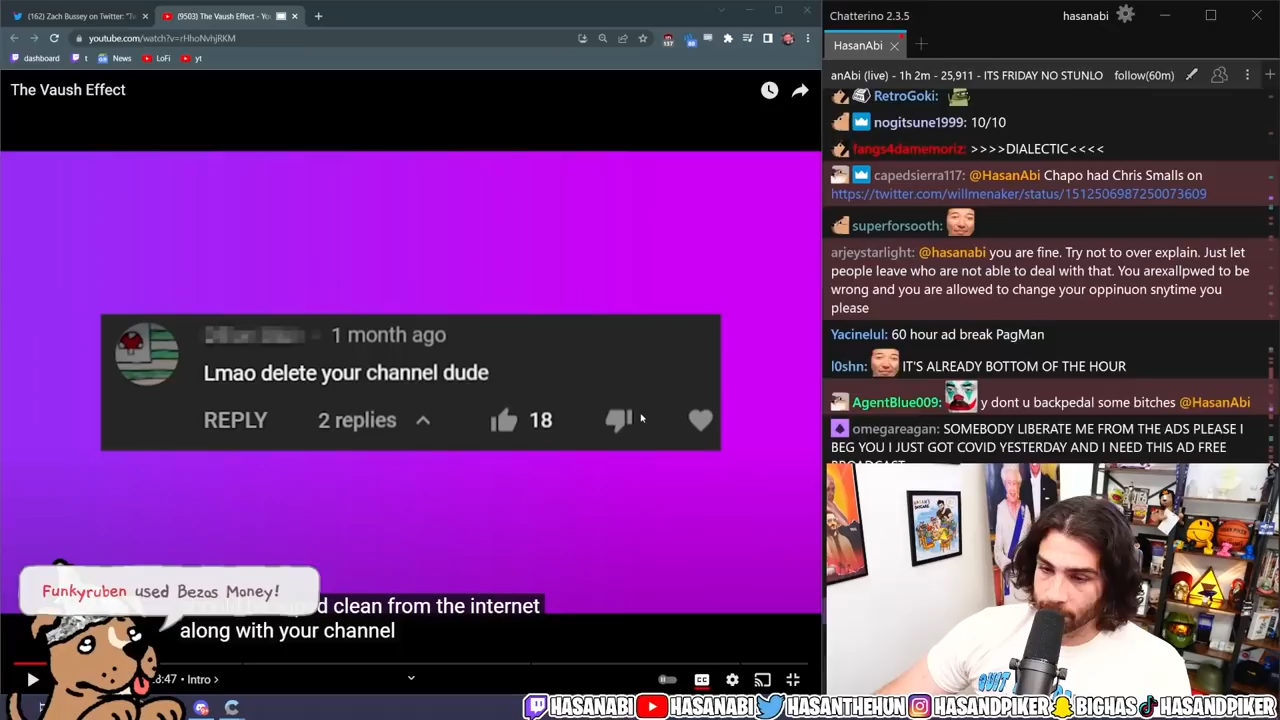 (162) Zach Bussey on Twitter: "Tw
(9503) The Vaush Effect - Yo
youtube.com/watch?v=rHhoNvhjRKM
137
dashboard
t
News
LoFi
yt
The Vaush Effect
1 month ago
Lmao delete your channel dude
REPLY
2 replies
18
Funkyruben used Bezos Money!
clean from the internet
along with your channel
:47 • Intro
Chatterino 2.3.5
hasanabi
HasanAbi
anAbi (live) - 1h 2m - 25,911 - ITS FRIDAY NO STUNLO
follow(60m)
RetroGoki:
nogitsune1999: 10/10
fangs4damemoriz: >>>>DIALECTIC<<<<
capedsierra117: @HasanAbi Chapo had Chris Smalls on
https://twitter.com/willmenaker/status/1512506987250073609
superforsooth:
arjeystarlight: @hasanabi you are fine. Try not to over explain. Just let
people leave who are not able to deal with that. You arexallpwed to be
wrong and you are allowed to change your oppinuon snytime you
please
Yacinelul: 60 hour ad break PagMan
l0shn: IT'S ALREADY BOTTOM OF THE HOUR
AgentBlue009: y dont u backpedal some bitches @HasanAbi
omegareagan: SOMEBODY LIBERATE ME FROM THE ADS PLEASE I
BEG YOU I JUST GOT COVID YESTERDAY AND I NEED THIS AD FREE
BROADCAST
HASANABI
HASANABI
HASANTHEHUN
HASANDPIKER
BIGHAS
HASANDPIKER